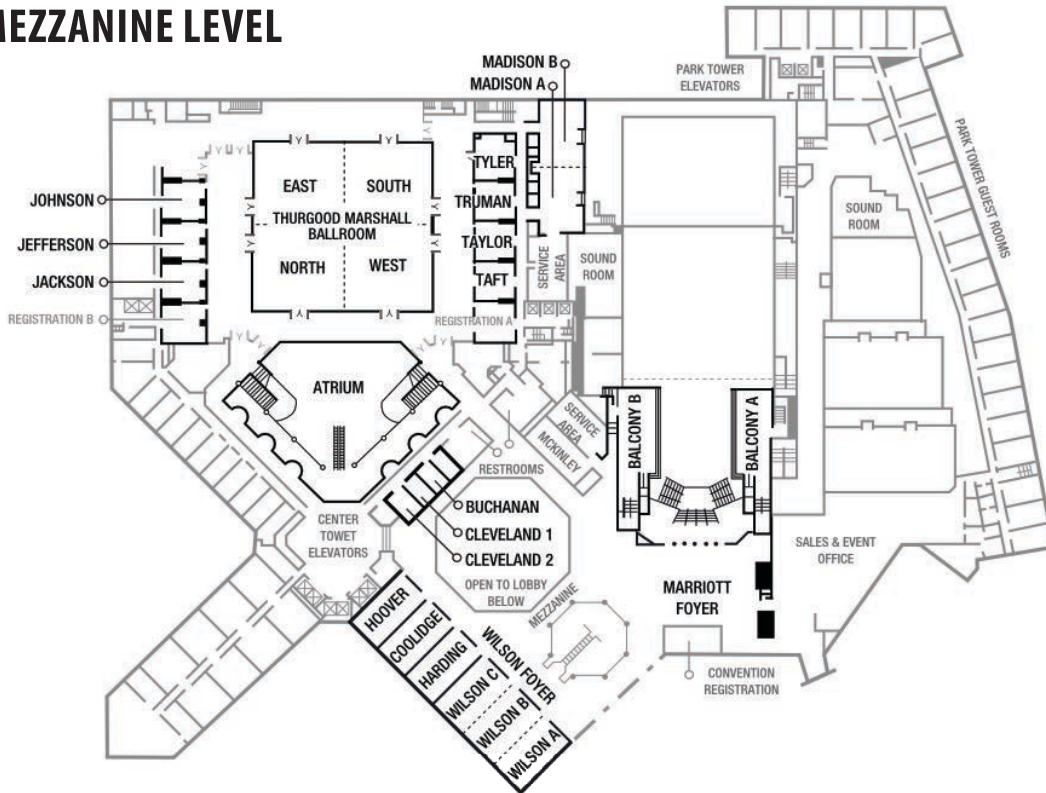 MEZZANINE LEVEL
MADISON B
MADISON A
PARK TOWER
ELEVATORS
PARK TOWER GUEST ROOMS
JOHNSON
JEFFERSON
JACKSON
REGISTRATION B
EAST
SOUTH
THURGOOD MARSHALL
BALLROOM
NORTH
WEST
TYLER
TRUMAN
TAYLOR
TAFT
REGISTRATION A
SERVICE
AREA
SOUND
ROOM
SOUND
ROOM
ATRIUM
SERVICE
AREA
MCKINLEY
RESTROOMS
BALCONY B
BALCONY A
BUCHANAN
CLEVELAND 1
CLEVELAND 2
CENTER
TOWET
ELEVATORS
OPEN TO LOBBY
BELOW
MEZZANINE
SALES & EVENT
OFFICE
MARRIOTT
FOYER
CONVENTION
REGISTRATION
HOOVER
COOLIDGE
HARDING
WILSON C
WILSON B
WILSON A
WILSON FOYER